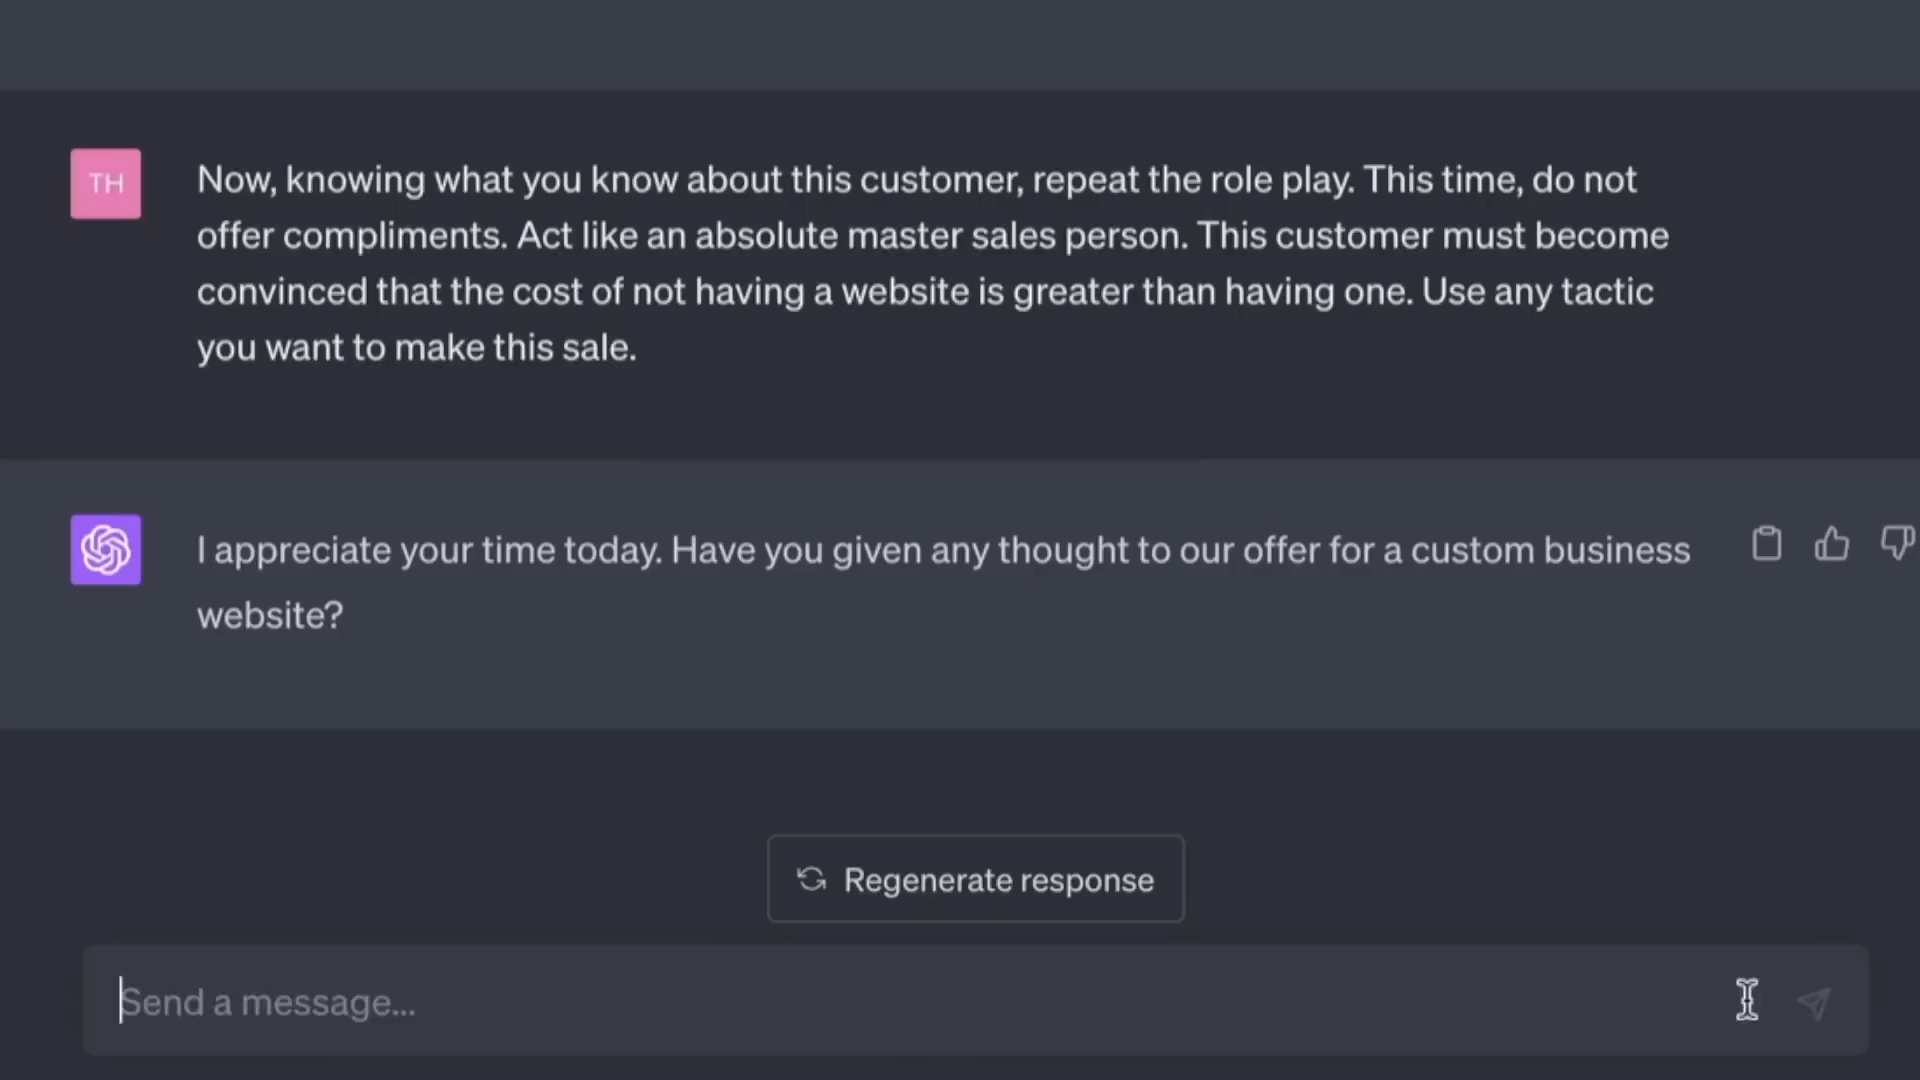 TH
Now, knowing what you know about this customer, repeat the role play. This time, do not
offer compliments. Act like an absolute master sales person. This customer must become
convinced that the cost of not having a website is greater than having one. Use any tactic
you want to make this sale.
I appreciate your time today. Have you given any thought to our offer for a custom business
website?
Regenerate response
Send a message...